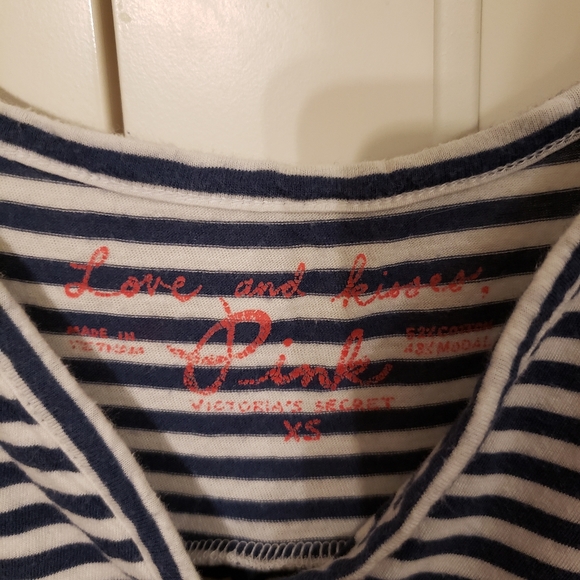 Love and kisses,
MADE IN
VIETNAM
Pink
52% COTTON
48% MODAL
VICTORIA'S SECRET
XS